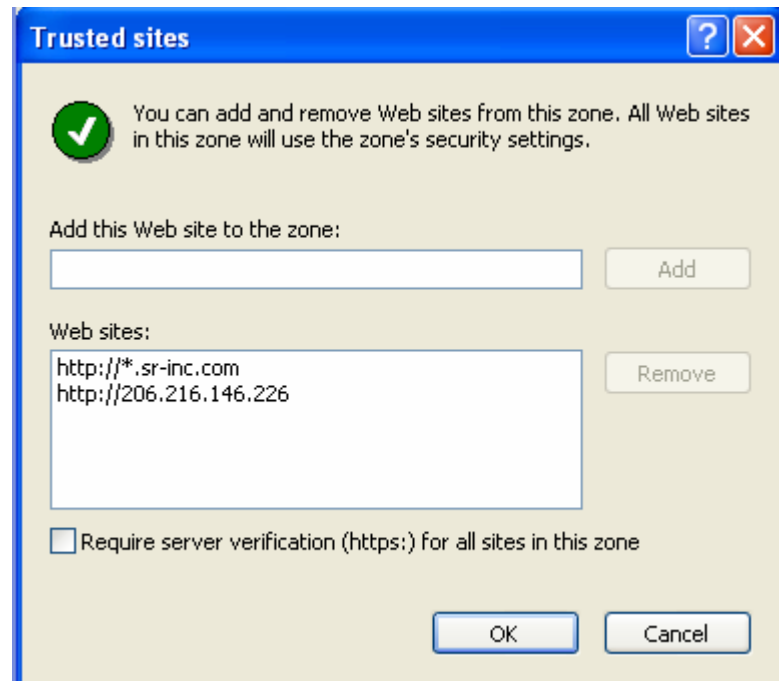 Trusted sites
You can add and remove Web sites from this zone. All Web sites
in this zone will use the zone's security settings.
Add this Web site to the zone:
Add
Web sites:
http://*.sr-inc.com
http://206.216.146.226
Remove
Require server verification (https:) for all sites in this zone
OK
Cancel